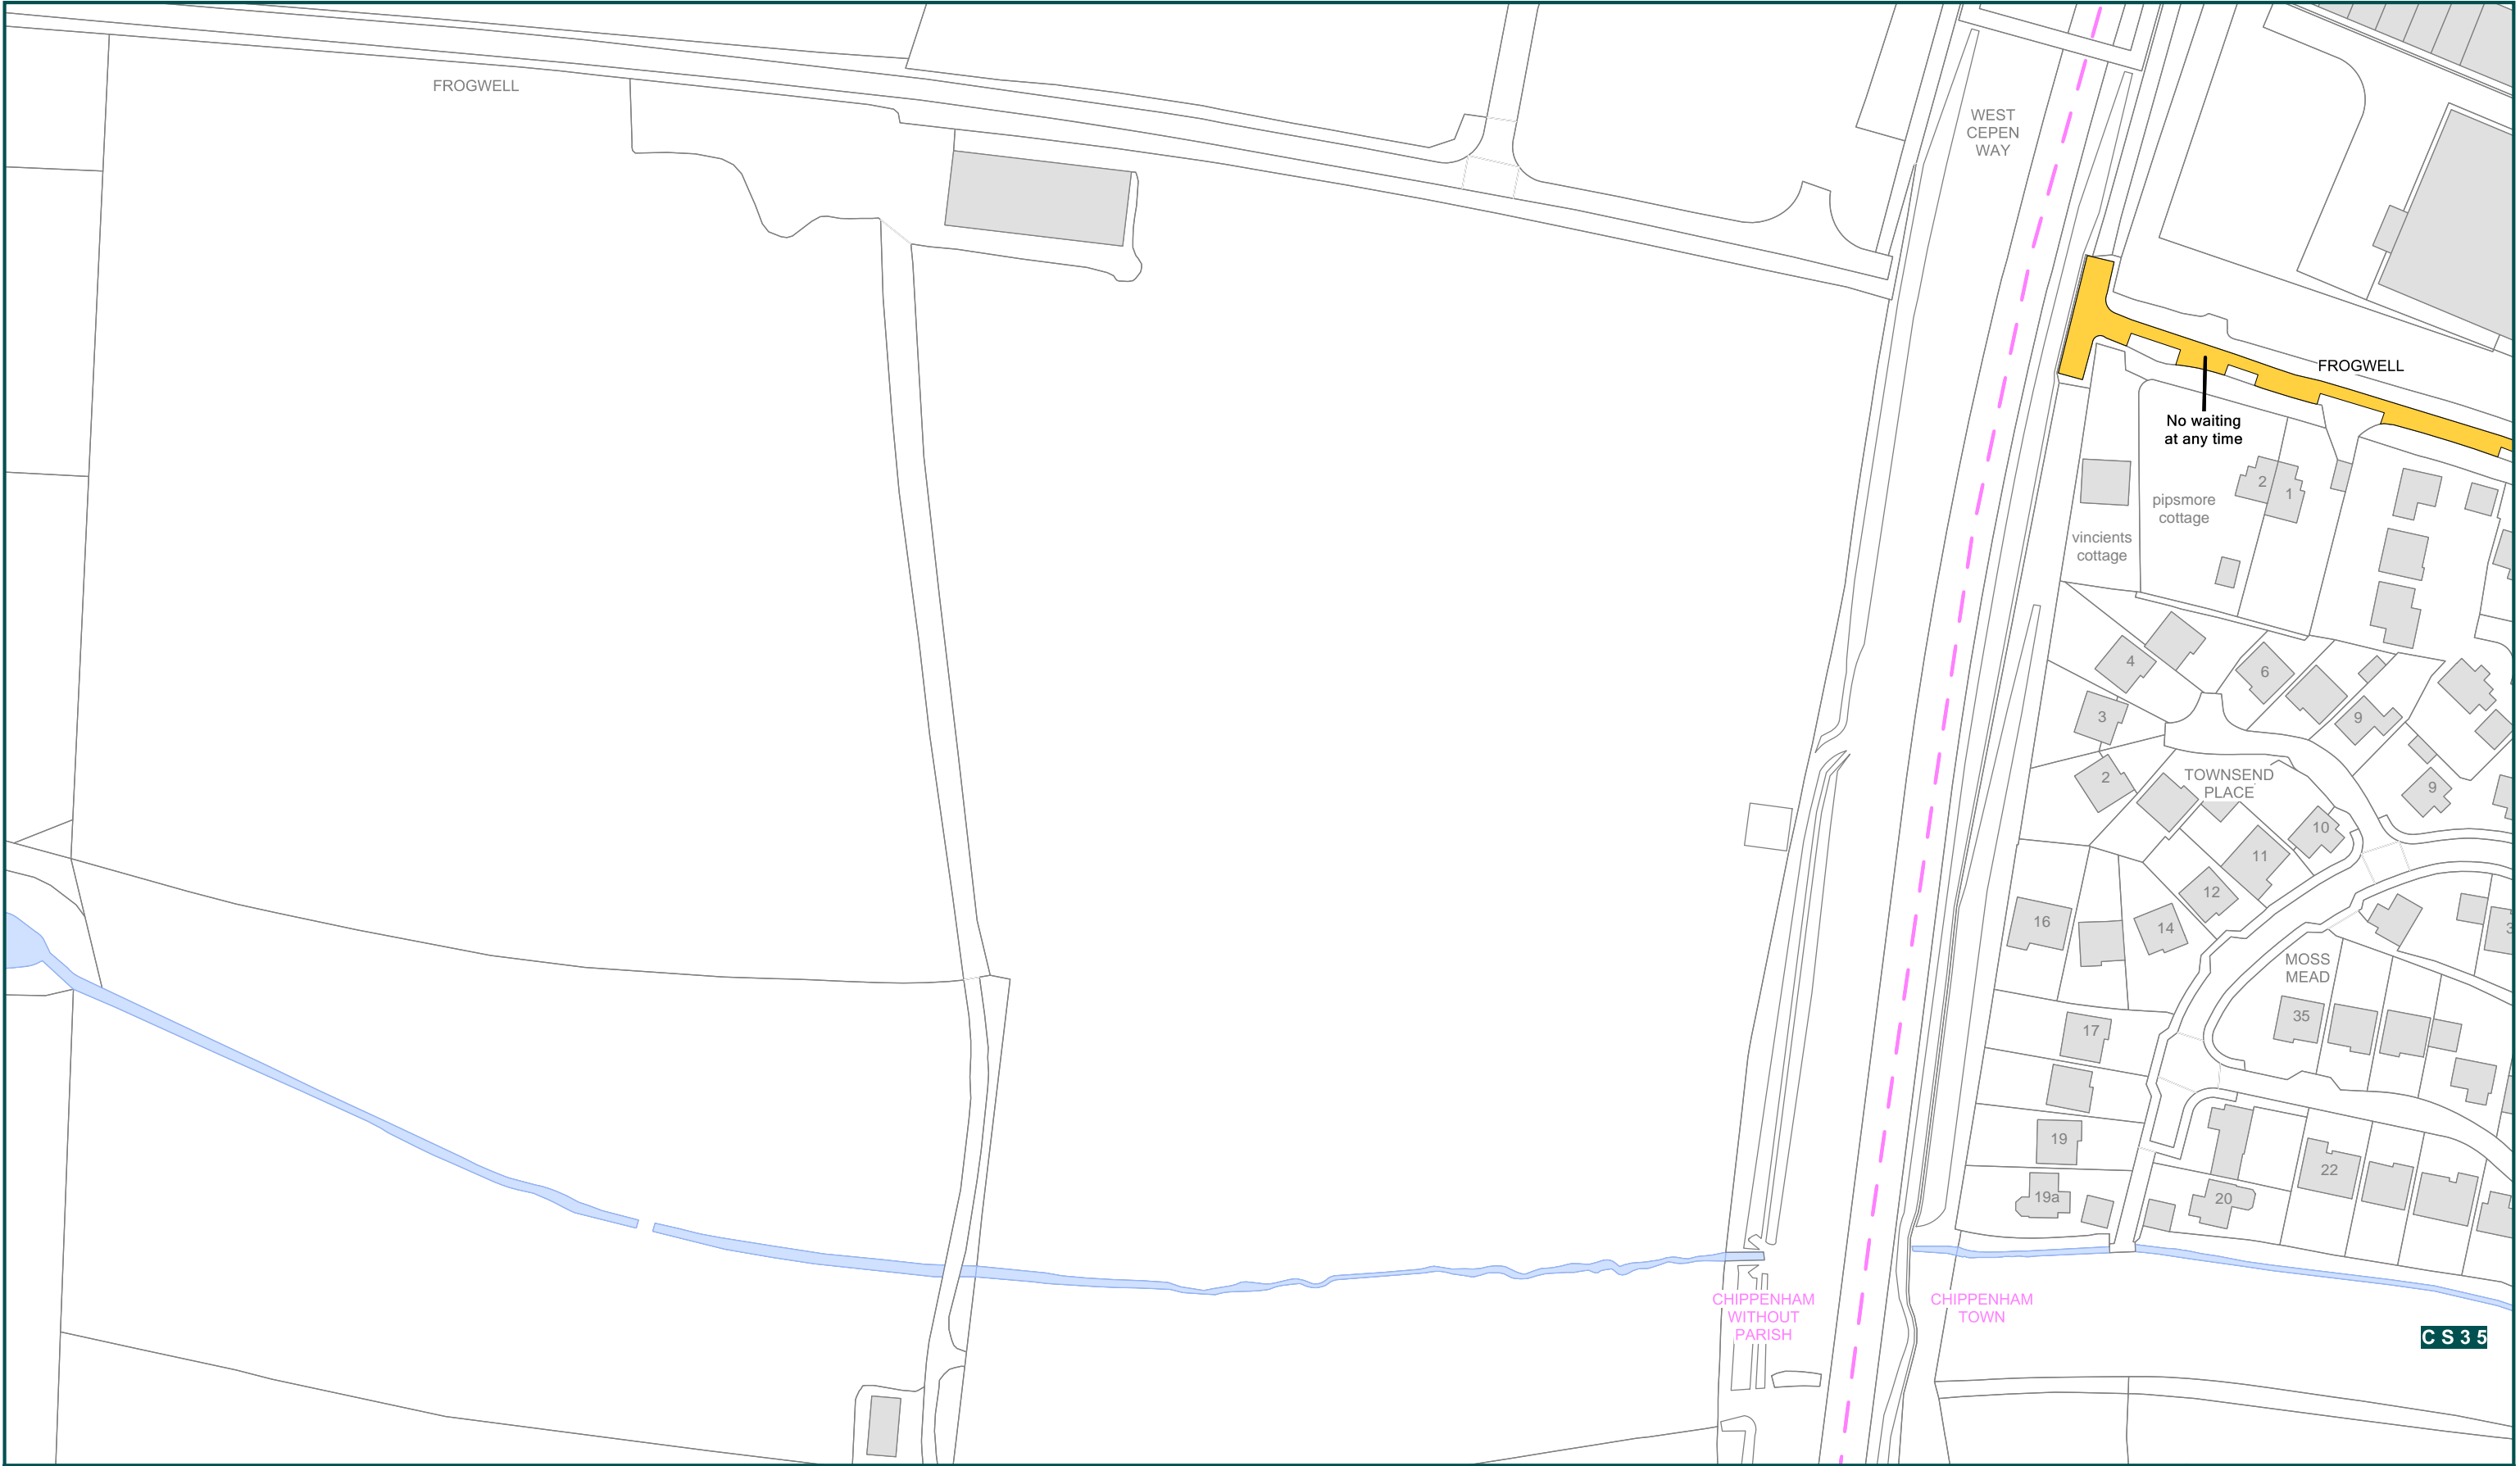 FROGWELL
WEST
CEPEN
WAY
FROGWELL
No waiting
at any time
2
1
pipsmore
cottage
vincients
cottage
4
6
3
9
2
TOWNSEND
PLACE
9
10
11
12
16
14
MOSS
MEAD
35
17
19
22
19a
20
CHIPPENHAM
WITHOUT
PARISH
CHIPPENHAM
TOWN
CS35